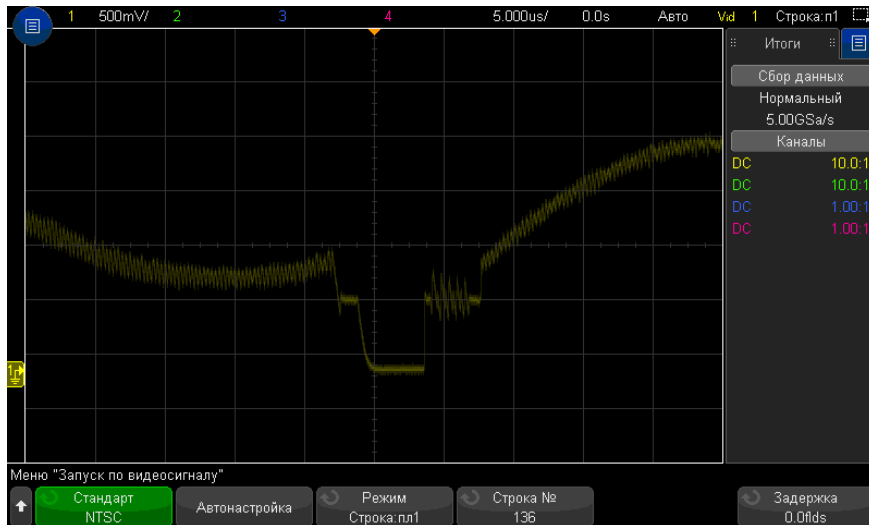 1 500mV/ 2 3 4 5.000us/ 0.0s Авто Vid 1 Строка:п1
Итоги
Сбор данных
Нормальный
5.00GSa/s
Каналы
DC 10.0:1
DC 10.0:1
DC 1.00:1
DC 1.00:1
1
Меню "Запуск по видеосигналу"
Стандарт
NTSC
Автонастройка
Режим
Строка:пл1
Строка №
136
Задержка
0.0flds